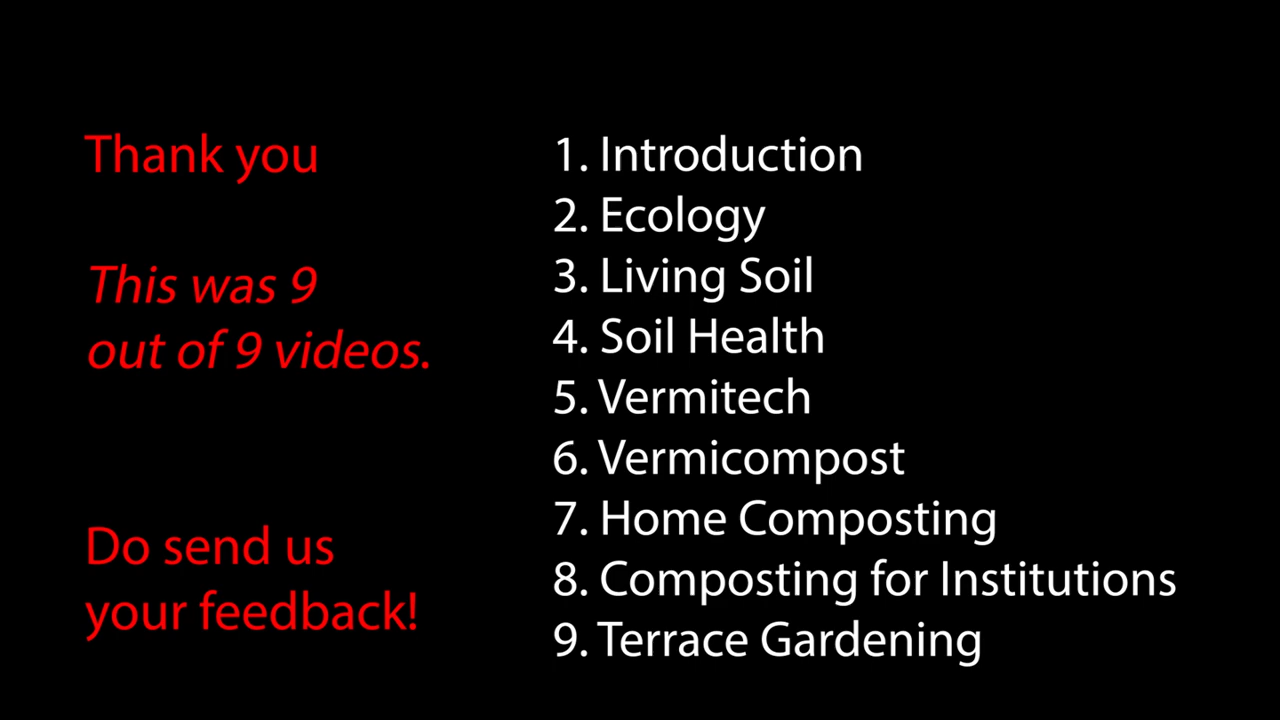 Thank you
This was 9
out of 9 videos.
Do send us
your feedback!
1. Introduction
2. Ecology
3. Living Soil
4. Soil Health
5. Vermitech
6. Vermicompost
7. Home Composting
8. Composting for Institutions
9. Terrace Gardening